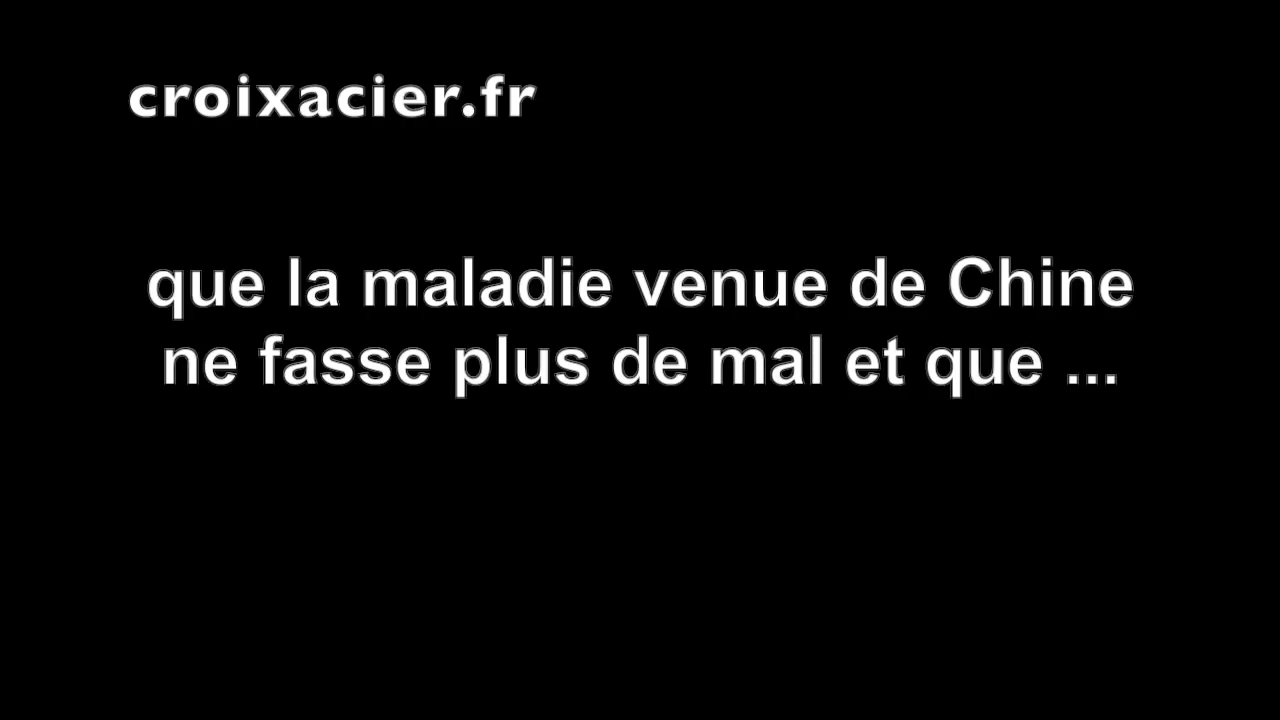 croixacier.fr
que la maladie venue de Chine
ne fasse plus de mal et que ...